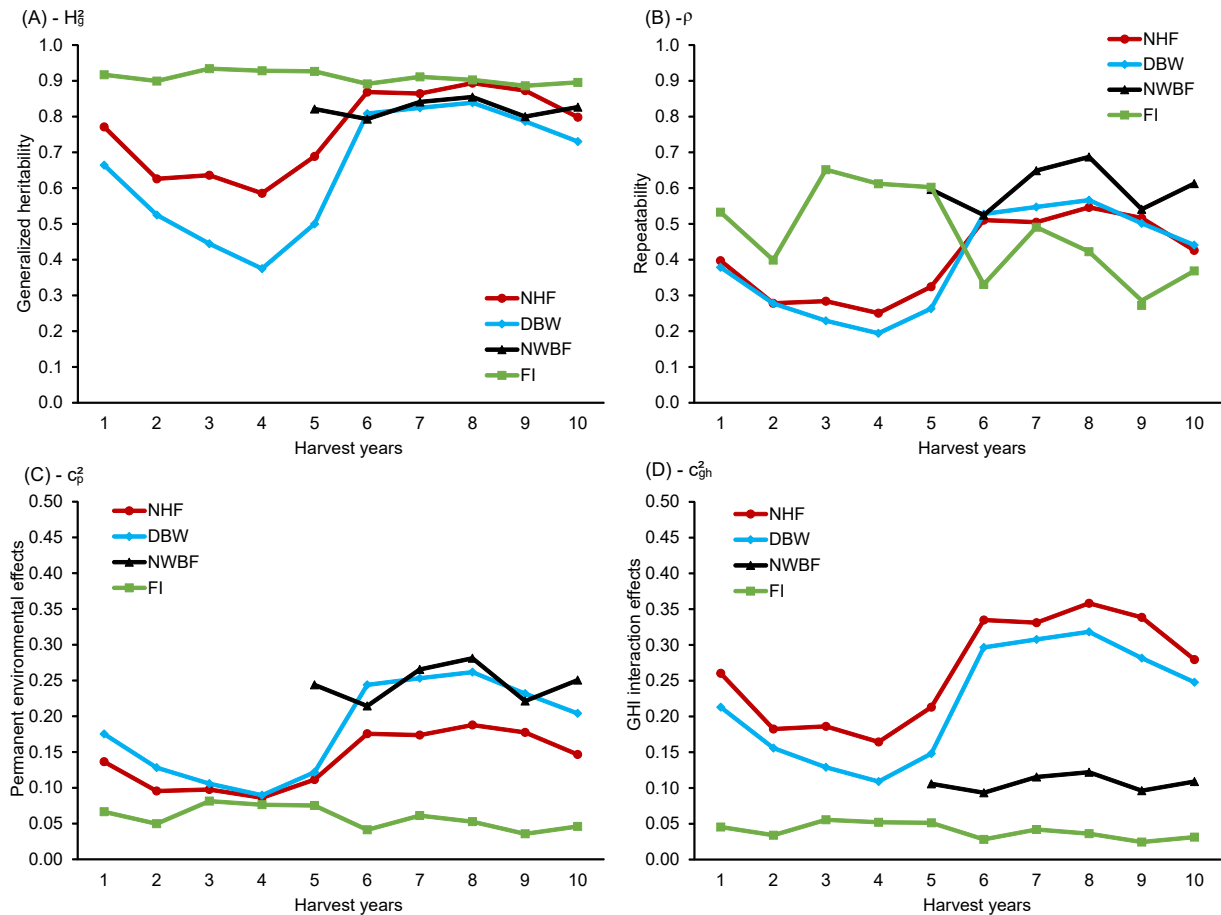 (A) - H²g
1.0
0.9
0.8
0.7
0.6
0.5
0.4
0.3
0.2
0.1
0.0
Generalized heritability
NHF
DBW
NWBF
FI
1 2 3 4 5 6 7 8 9 10
Harvest years
(B) -ρ
1.0
0.9
0.8
0.7
0.6
0.5
0.4
0.3
0.2
0.1
0.0
Repeatability
NHF
DBW
NWBF
FI
1 2 3 4 5 6 7 8 9 10
Harvest years
(C) - c²p
0.50
0.45
0.40
0.35
0.30
0.25
0.20
0.15
0.10
0.05
0.00
Permanent environmental effects
NHF
DBW
NWBF
FI
1 2 3 4 5 6 7 8 9 10
Harvest years
(D) - c²gh
0.50
0.45
0.40
0.35
0.30
0.25
0.20
0.15
0.10
0.05
0.00
GHI interaction effects
NHF
DBW
NWBF
FI
1 2 3 4 5 6 7 8 9 10
Harvest years